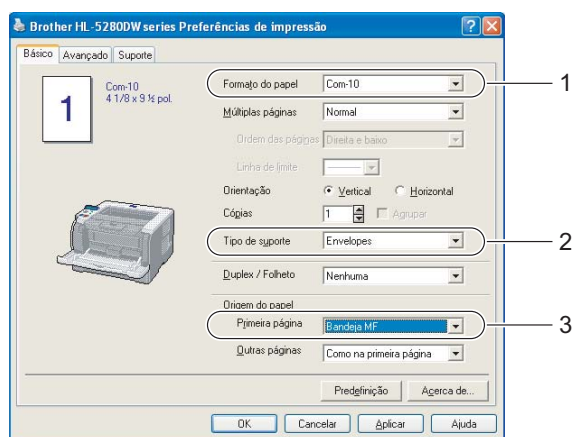 Brother HL-5280DW series Preferências de impressão
Básico Avançado Suporte
1
Com-10
4 1/8 x 9 ½ pol.
Formato do papel Com-10 1
Múltiplas páginas Normal
Ordem das páginas Direita e baixo
Linha de limite
Orientação Vertical Horizontal
Cópias 1 Agrupar
Tipo de suporte Envelopes 2
Duplex / Folheto Nenhuma
Origem do papel
Primeira página Bandeja MF 3
Outras páginas Como na primeira página
Predefinição Acerca de...
OK Cancelar Aplicar Ajuda